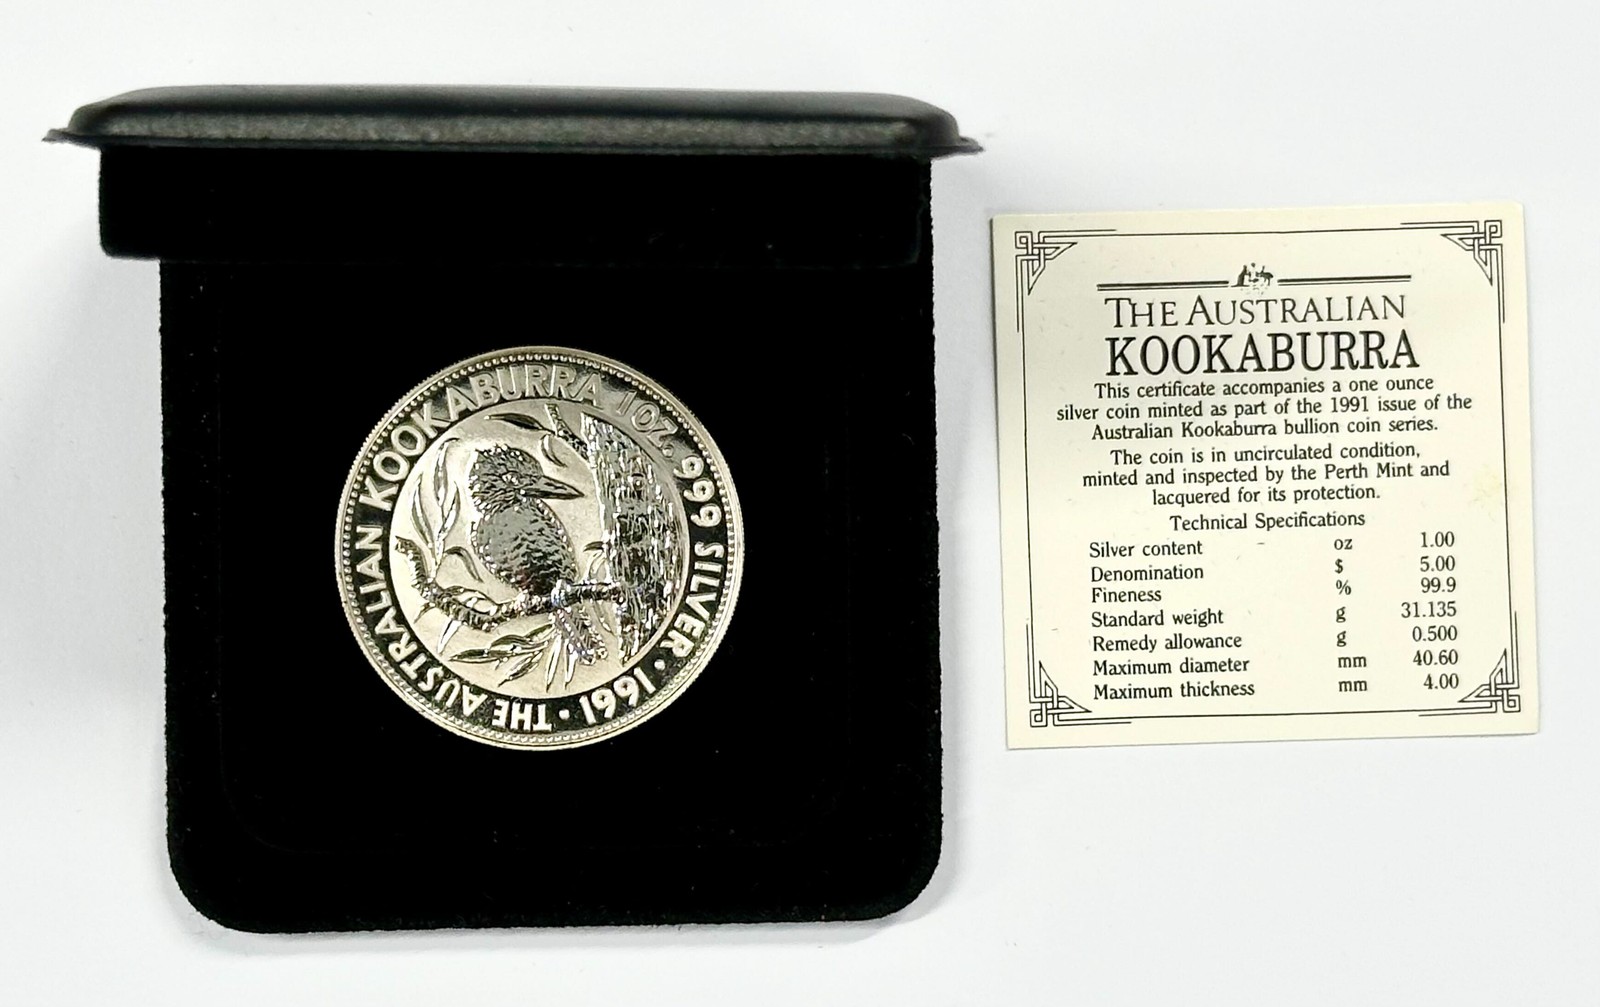 THE AUSTRALIAN KOOKABURRA 1 OZ. 999 SILVER · 1991 ·
THE AUSTRALIAN
KOOKABURRA
This certificate accompanies a one ounce
silver coin minted as part of the 1991 issue of the
Australian Kookaburra bullion coin series.
The coin is in uncirculated condition,
minted and inspected by the Perth Mint and
lacquered for its protection.
Technical Specifications
Silver content oz 1.00
Denomination $ 5.00
Fineness % 99.9
Standard weight g 31.135
Remedy allowance g 0.500
Maximum diameter mm 40.60
Maximum thickness mm 4.00